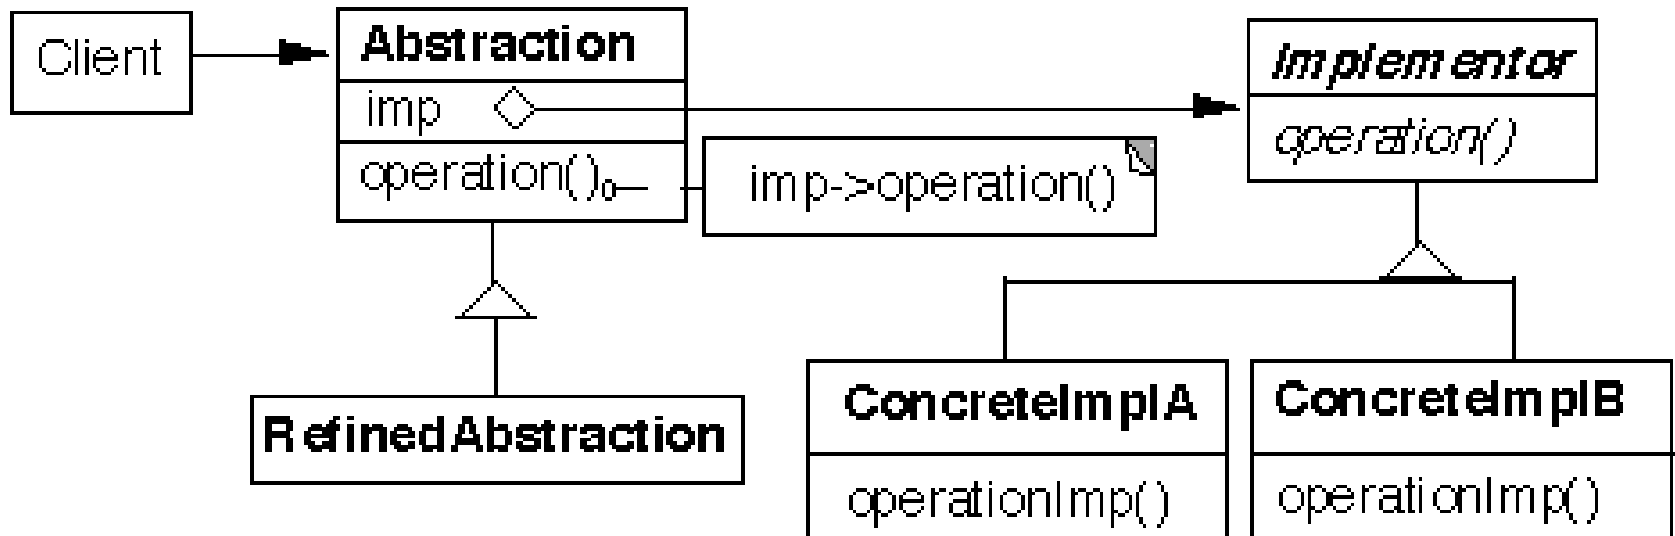 Client
Abstraction
imp
operation()
imp->operation()
Implementor
operation()
RefinedAbstraction
ConcreteImplA
operationImp()
ConcreteImplB
operationImp()